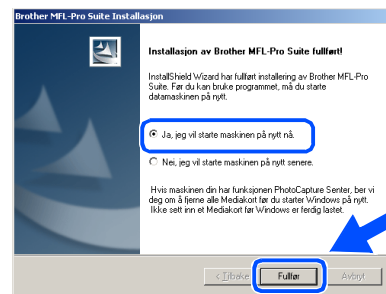 Brother MFL-Pro Suite Installasjon
Installasjon av Brother MFL-Pro Suite fullført!
InstallShield Wizard har fullført installering av Brother MFL-Pro
Suite. Før du kan bruke programmet, må du starte
datamaskinen på nytt.
Ja, jeg vil starte maskinen på nytt nå.
Nei, jeg vil starte maskinen på nytt senere.
Hvis maskinen din har funksjonen PhotoCapture Senter, ber vi
deg om å fjerne alle Mediakort før du starter Windows på nytt.
Ikke sett inn et Mediakort før Windows er ferdig lastet.
< Tilbake
Fullfør
Avbryt